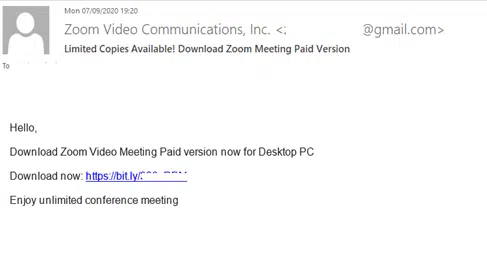 Mon 07/09/2020 19:20
Zoom Video Communications, Inc. < @gmail.com>
Limited Copies Available! Download Zoom Meeting Paid Version
To
Hello,
Download Zoom Video Meeting Paid version now for Desktop PC
Download now: https://bit.ly/
Enjoy unlimited conference meeting